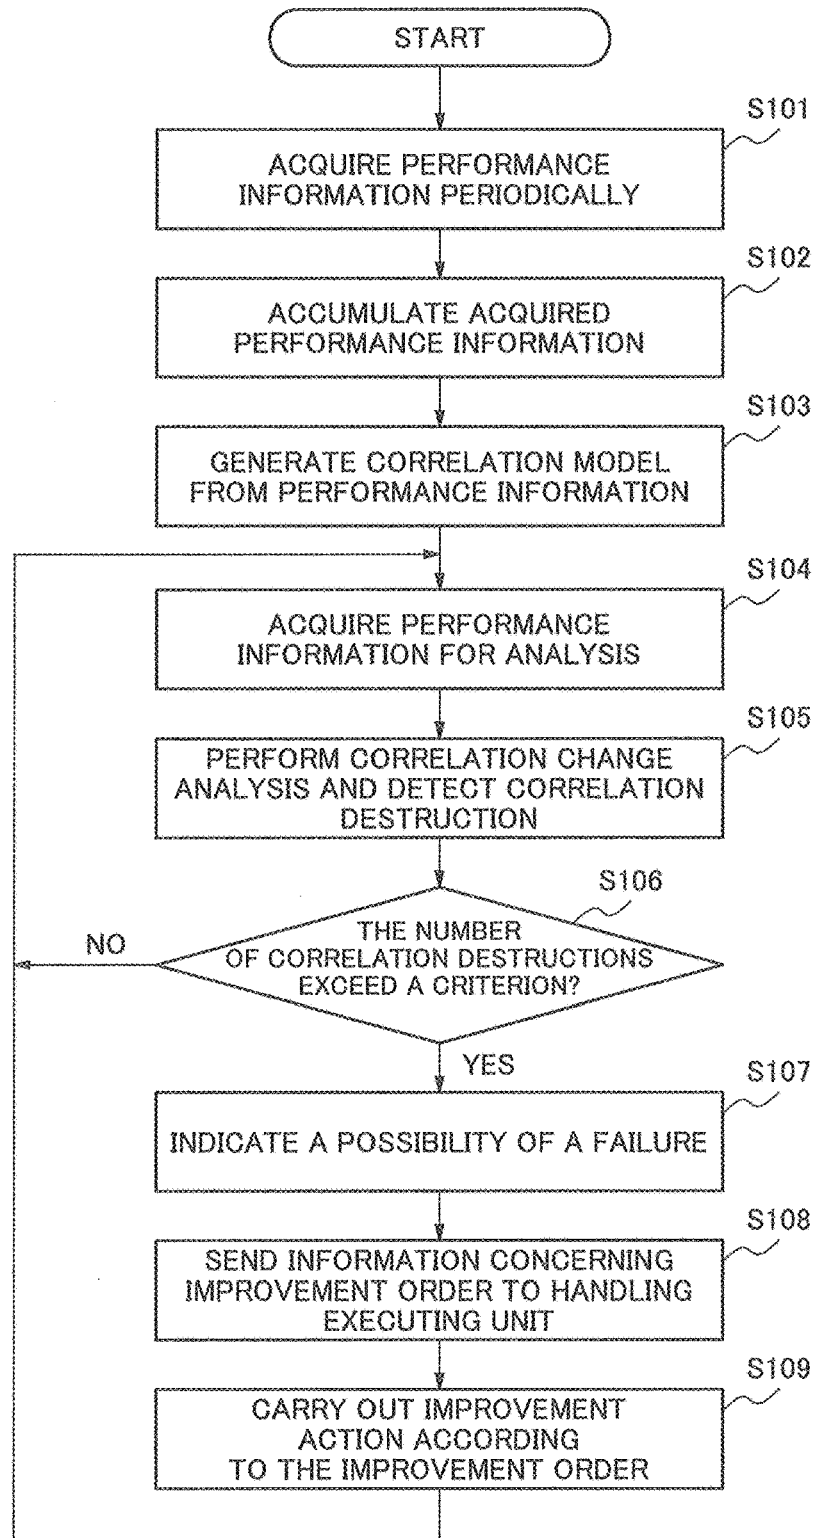 START
S101
ACQUIRE PERFORMANCE
INFORMATION PERIODICALLY
S102
ACCUMULATE ACQUIRED
PERFORMANCE INFORMATION
S103
GENERATE CORRELATION MODEL
FROM PERFORMANCE INFORMATION
S104
ACQUIRE PERFORMANCE
INFORMATION FOR ANALYSIS
S105
PERFORM CORRELATION CHANGE
ANALYSIS AND DETECT CORRELATION
DESTRUCTION
S106
THE NUMBER
OF CORRELATION DESTRUCTIONS
EXCEED A CRITERION?
NO
YES
S107
INDICATE A POSSIBILITY OF A FAILURE
S108
SEND INFORMATION CONCERNING
IMPROVEMENT ORDER TO HANDLING
EXECUTING UNIT
S109
CARRY OUT IMPROVEMENT
ACTION ACCORDING
TO THE IMPROVEMENT ORDER